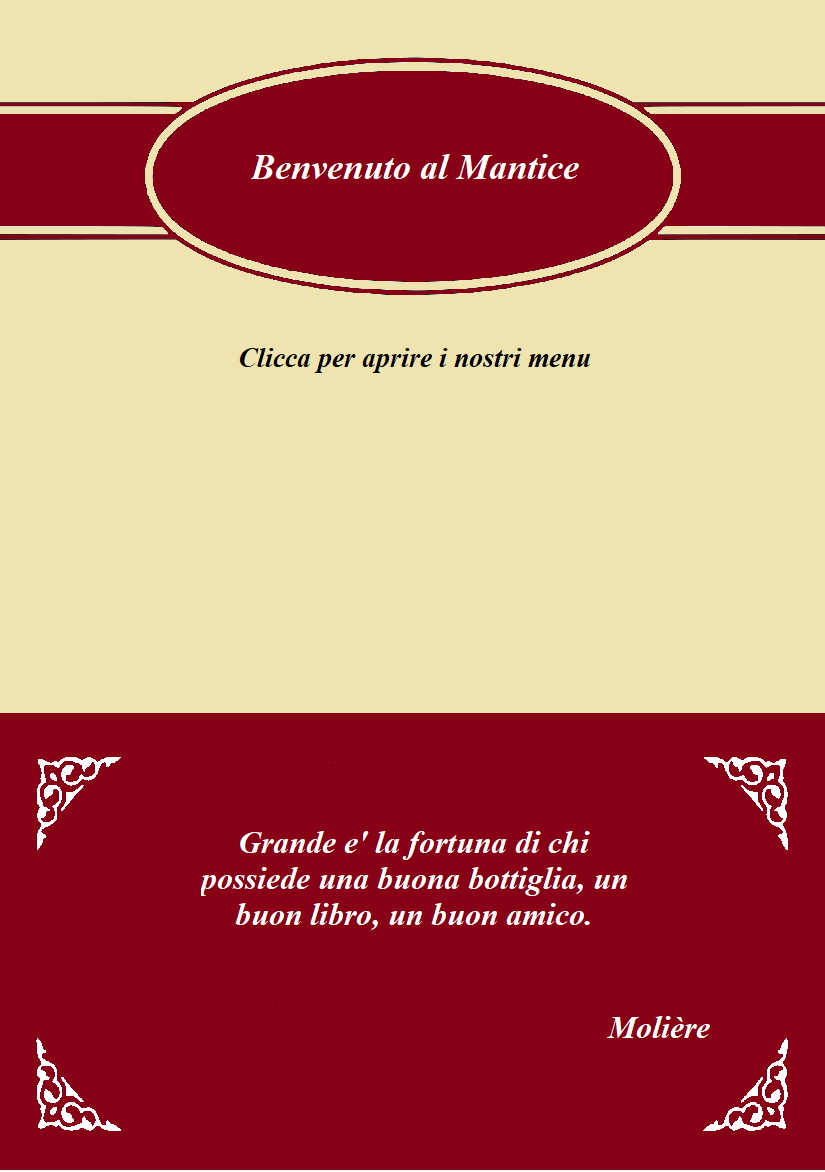 Benvenuto al Mantice
Clicca per aprire i nostri menu
Grande e' la fortuna di chi
possiede una buona bottiglia, un
buon libro, un buon amico.
Molière